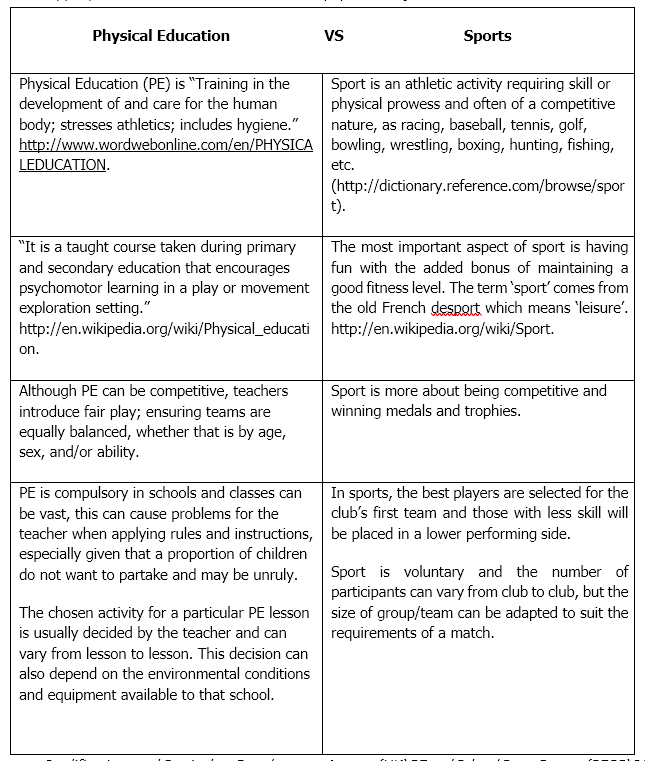 Physical Education VS Sports
Physical Education (PE) is “Training in the
development of and care for the human
body; stresses athletics; includes hygiene.”
http://www.wordwebonline.com/en/PHYSICA
LEDUCATION.
Sport is an athletic activity requiring skill or
physical prowess and often of a competitive
nature, as racing, baseball, tennis, golf,
bowling, wrestling, boxing, hunting, fishing,
etc.
(http://dictionary.reference.com/browse/spor
t).
“It is a taught course taken during primary
and secondary education that encourages
psychomotor learning in a play or movement
exploration setting.”
http://en.wikipedia.org/wiki/Physical_educati
on.
The most important aspect of sport is having
fun with the added bonus of maintaining a
good fitness level. The term ‘sport’ comes from
the old French desport which means ‘leisure’.
http://en.wikipedia.org/wiki/Sport.
Although PE can be competitive, teachers
introduce fair play; ensuring teams are
equally balanced, whether that is by age,
sex, and/or ability.
Sport is more about being competitive and
winning medals and trophies.
PE is compulsory in schools and classes can
be vast, this can cause problems for the
teacher when applying rules and instructions,
especially given that a proportion of children
do not want to partake and may be unruly.
The chosen activity for a particular PE lesson
is usually decided by the teacher and can
vary from lesson to lesson. This decision can
also depend on the environmental conditions
and equipment available to that school.
In sports, the best players are selected for the
club’s first team and those with less skill will
be placed in a lower performing side.
Sport is voluntary and the number of
participants can vary from club to club, but the
size of group/team can be adapted to suit the
requirements of a match.